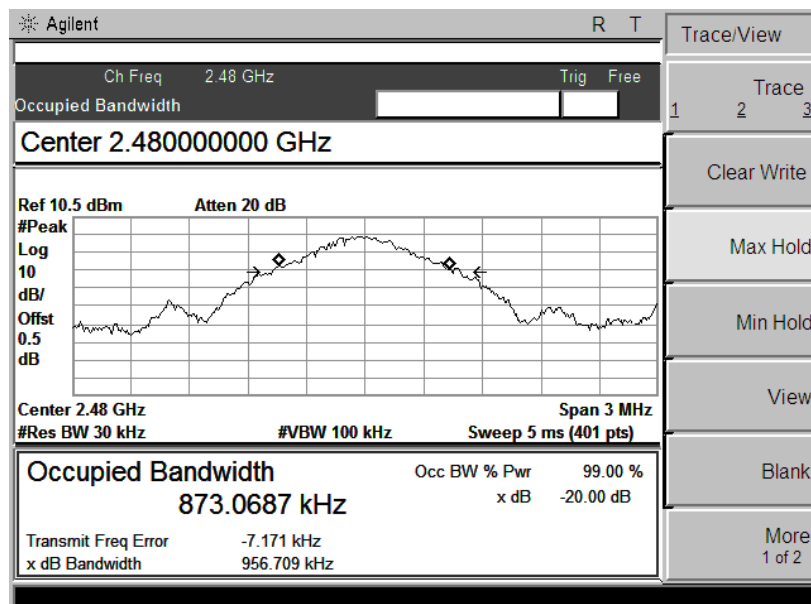 Agilent R T
Ch Freq 2.48 GHz Trig Free
Occupied Bandwidth
Center 2.480000000 GHz
Ref 10.5 dBm Atten 20 dB
#Peak
Log
10
dB/
Offst
0.5
dB
Center 2.48 GHz Span 3 MHz
#Res BW 30 kHz #VBW 100 kHz Sweep 5 ms (401 pts)
Occupied Bandwidth
873.0687 kHz
Occ BW % Pwr 99.00 %
x dB -20.00 dB
Transmit Freq Error -7.171 kHz
x dB Bandwidth 956.709 kHz
Trace/View
Trace
1 2 3
Clear Write
Max Hold
Min Hold
View
Blank
More
1 of 2